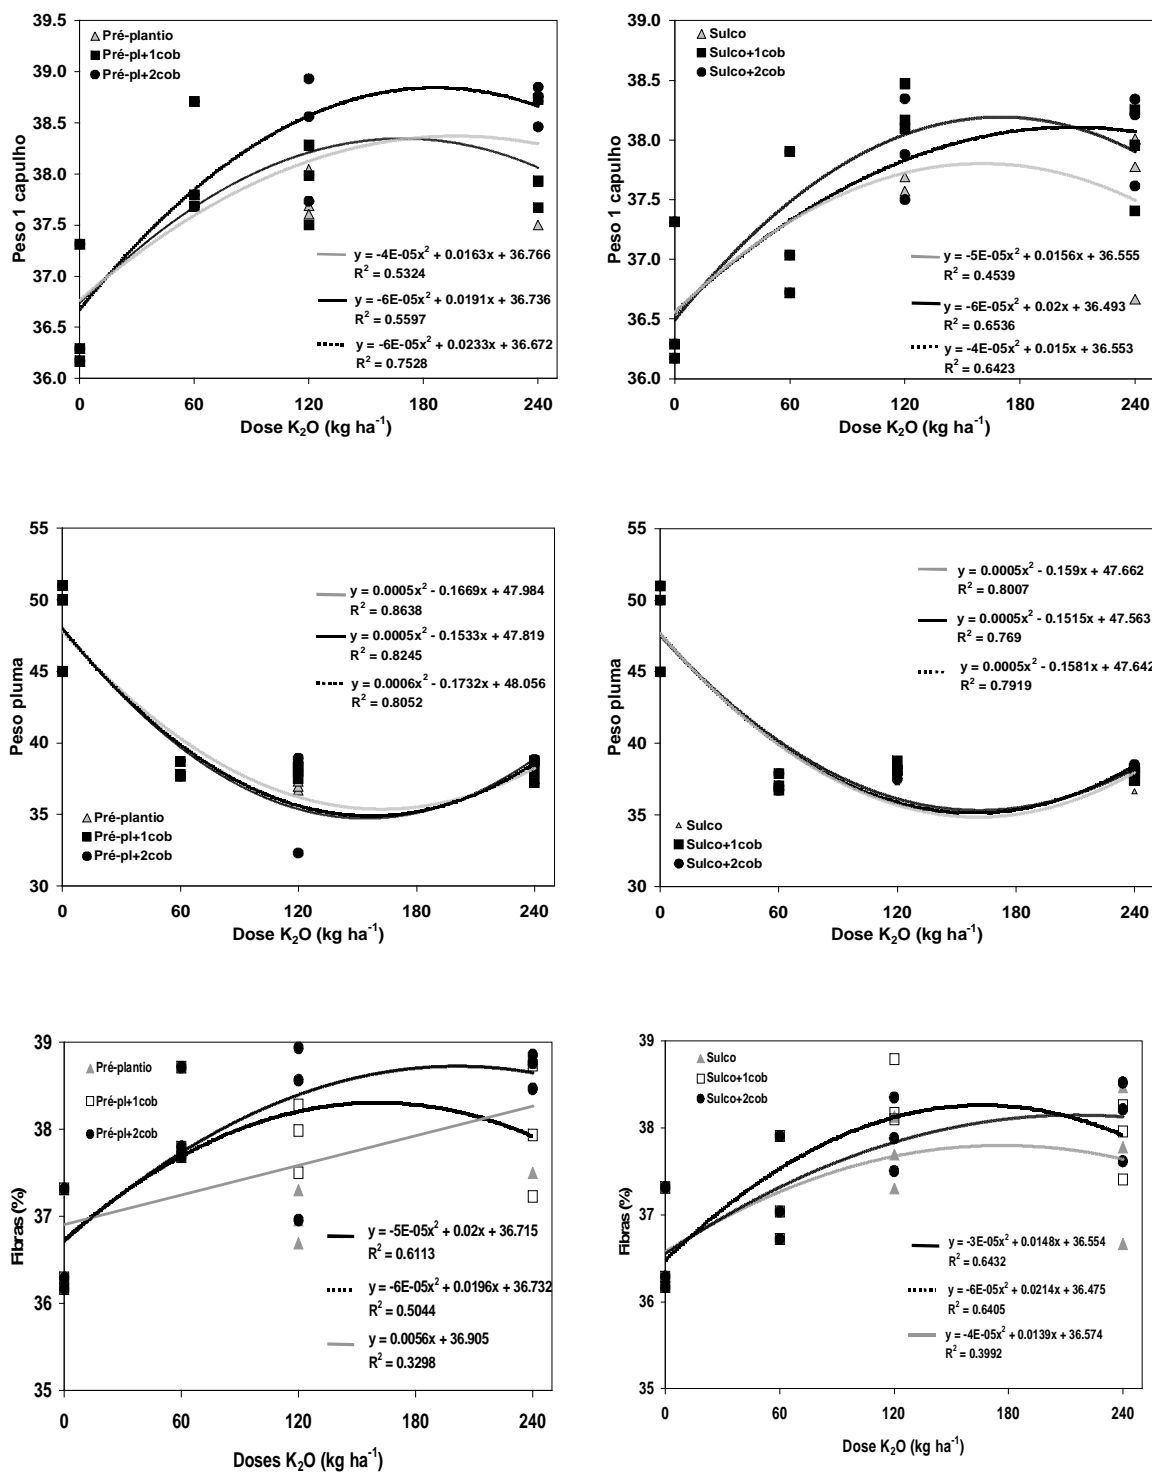 39.5
39.0
38.5
38.0
37.5
37.0
36.5
36.0
Peso 1 capulho
Pré-plantio
Pré-pl+1cob
Pré-pl+2cob
y = -4E-05x² + 0.0163x + 36.766
R² = 0.5324
y = -6E-05x² + 0.0191x + 36.736
R² = 0.5597
y = -6E-05x² + 0.0233x + 36.672
R² = 0.7528
0 60 120 180 240
Dose K₂O (kg ha⁻¹)
39.0
38.5
38.0
37.5
37.0
36.5
36.0
Peso 1 capulho
Sulco
Sulco+1cob
Sulco+2cob
y = -5E-05x² + 0.0156x + 36.555
R² = 0.4539
y = -6E-05x² + 0.02x + 36.493
R² = 0.6536
y = -4E-05x² + 0.015x + 36.553
R² = 0.6423
0 60 120 180 240
Dose K₂O (kg ha⁻¹)
55
50
45
40
35
30
Peso pluma
y = 0.0005x² - 0.1669x + 47.984
R² = 0.8638
y = 0.0005x² - 0.1533x + 47.819
R² = 0.8245
y = 0.0006x² - 0.1732x + 48.056
R² = 0.8052
Pré-plantio
Pré-pl+1cob
Pré-pl+2cob
0 60 120 180 240
Dose K₂O (kg ha⁻¹)
55
50
45
40
35
30
Peso pluma
y = 0.0005x² - 0.159x + 47.662
R² = 0.8007
y = 0.0005x² - 0.1515x + 47.563
R² = 0.769
y = 0.0005x² - 0.1581x + 47.642
R² = 0.7919
Sulco
Sulco+1cob
Sulco+2cob
0 60 120 180 240
Dose K₂O (kg ha⁻¹)
39
38
37
36
35
Fibras (%)
Pré-plantio
Pré-pl+1cob
Pré-pl+2cob
y = -5E-05x² + 0.02x + 36.715
R² = 0.6113
y = -6E-05x² + 0.0196x + 36.732
R² = 0.5044
y = 0.0056x + 36.905
R² = 0.3298
0 60 120 180 240
Doses K₂O (kg ha⁻¹)
39
38
37
36
35
Fibras (%)
Sulco
Sulco+1cob
Sulco+2cob
y = -3E-05x² + 0.0148x + 36.554
R² = 0.6432
y = -6E-05x² + 0.0214x + 36.475
R² = 0.6405
y = -4E-05x² + 0.0139x + 36.574
R² = 0.3992
0 60 120 180 240
Dose K₂O (kg ha⁻¹)